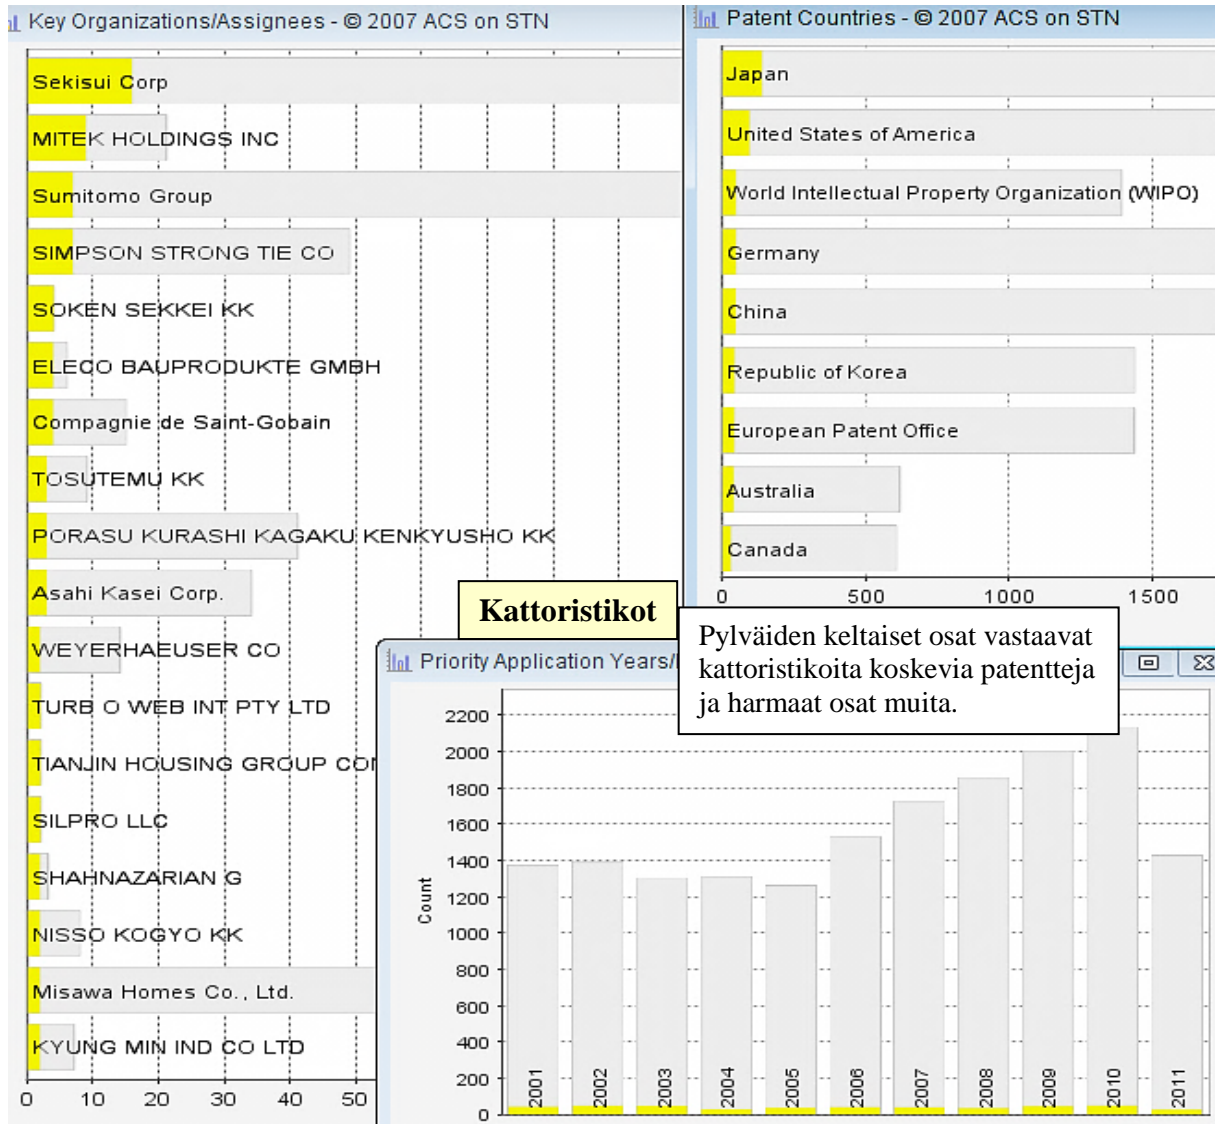 Key Organizations/Assignees - © 2007 ACS on STN
Sekisui Corp
MITEK HOLDINGS INC
Sumitomo Group
SIMPSON STRONG TIE CO
SOKEN SEKKEI KK
ELECO BAUPRODUKTE GMBH
Compagnie de Saint-Gobain
TOSUTEMU KK
PORASU KURASHI KAGAKU KENKYUSHO KK
Asahi Kasei Corp.
WEYERHAEUSER CO
TURB O WEB INT PTY LTD
TIANJIN HOUSING GROUP
SILPRO LLC
SHAHNAZARIAN G
NISSO KOGYO KK
Misawa Homes Co., Ltd.
KYUNG MIN IND CO LTD
0 10 20 30 40 50
Patent Countries - © 2007 ACS on STN
Japan
United States of America
World Intellectual Property Organization (WIPO)
Germany
China
Republic of Korea
European Patent Office
Australia
Canada
0 500 1000 1500
Kattoristikot
Pylväiden keltaiset osat vastaavat
kattoristikoita koskevia patentteja
ja harmaat osat muita.
Priority Application Years/
Count
2200
2000
1800
1600
1400
1200
1000
800
600
400
200
0
2001 2002 2003 2004 2005 2006 2007 2008 2009 2010 2011